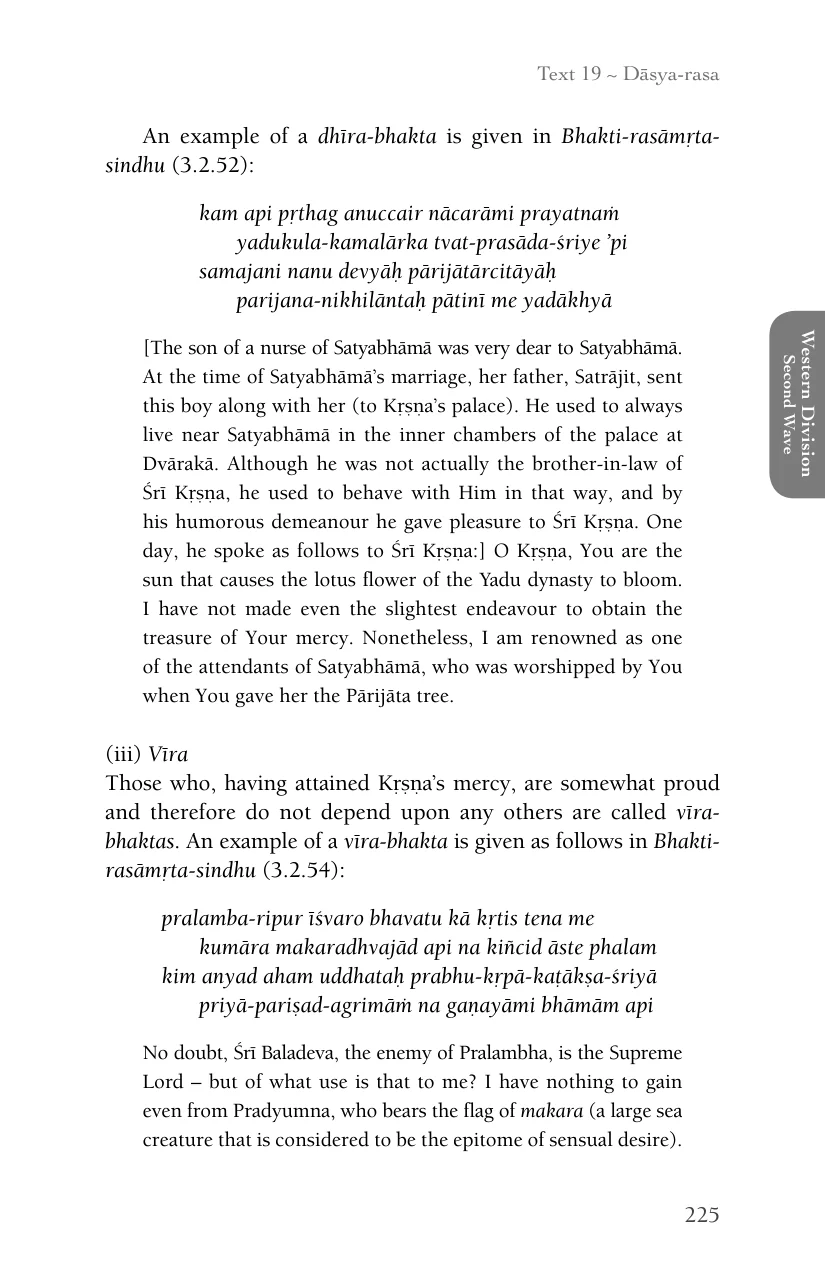 Text 19 ~ Dāsya-rasa
An example of a dhīra-bhakta is given in Bhakti-rasāmṛta-
sindhu (3.2.52):
kam api pṛthag anuccair nācarāmi prayatnaṁ
yadukula-kamalārka tvat-prasāda-śriye ’pi
samajani nanu devyāḥ pārijātārcitāyāḥ
parijana-nikhilāntaḥ pātinī me yadākhyā
[The son of a nurse of Satyabhāmā was very dear to Satyabhāmā.
At the time of Satyabhāmā’s marriage, her father, Satrājit, sent
this boy along with her (to Kṛṣṇa’s palace). He used to always
live near Satyabhāmā in the inner chambers of the palace at
Dvārakā. Although he was not actually the brother-in-law of
Śrī Kṛṣṇa, he used to behave with Him in that way, and by
his humorous demeanour he gave pleasure to Śrī Kṛṣṇa. One
day, he spoke as follows to Śrī Kṛṣṇa:] O Kṛṣṇa, You are the
sun that causes the lotus flower of the Yadu dynasty to bloom.
I have not made even the slightest endeavour to obtain the
treasure of Your mercy. Nonetheless, I am renowned as one
of the attendants of Satyabhāmā, who was worshipped by You
when You gave her the Pārijāta tree.
(iii) Vīra
Those who, having attained Kṛṣṇa’s mercy, are somewhat proud
and therefore do not depend upon any others are called vīra-
bhaktas. An example of a vīra-bhakta is given as follows in Bhakti-
rasāmṛta-sindhu (3.2.54):
pralamba-ripur īśvaro bhavatu kā kṛtis tena me
kumāra makaradhvajād api na kiñcid āste phalam
kim anyad aham uddhataḥ prabhu-kṛpā-kaṭākṣa-śriyā
priyā-pariṣad-agrimāṁ na gaṇayāmi bhāmām api
No doubt, Śrī Baladeva, the enemy of Pralambha, is the Supreme
Lord – but of what use is that to me? I have nothing to gain
even from Pradyumna, who bears the flag of makara (a large sea
creature that is considered to be the epitome of sensual desire).
Western Division
Second Wave
225